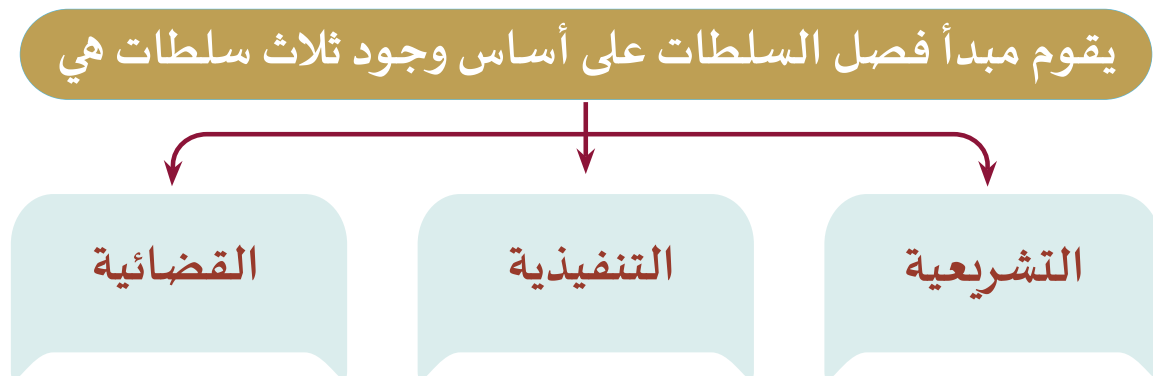 يقوم مبدأ فصل السلطات على أساس وجود ثلاث سلطات هي
التشريعية
التنفيذية
القضائية